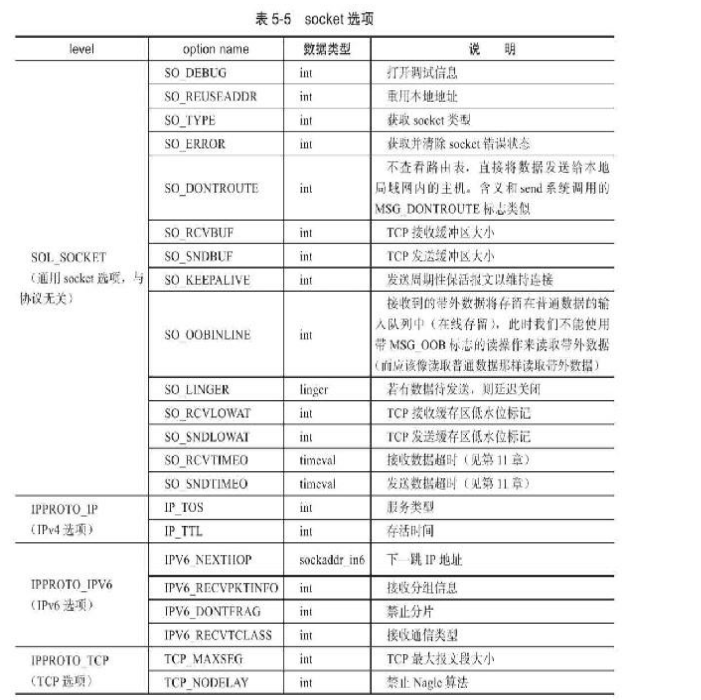 表 5-5 socket 选项
level option name 数据类型 说 明
SO_DEBUG int 打开调试信息
SO_REUSEADDR int 重用本地地址
SO_TYPE int 获取 socket 类型
SO_ERROR int 获取并清除 socket 错误状态
不查看路由表，直接将数据发送给本地
SO_DONTROUTE int 局域网内的主机。含义和 send 系统调用的
MSG_DONTROUTE 标志类似
SO_RCVBUF int TCP 接收缓冲区大小
SOL_SOCKET SO_SNDBUF int TCP 发送缓冲区大小
（通用 socket 选项，与 SO_KEEPALIVE int 发送周期性保活报文以维持连接
协议无关）
接收到的带外数据将存留在普通数据的输
SO_OOBINLINE int 入队列中（在线存留），此时我们不能使用
带 MSG_OOB 标志的读操作来读取带外数据
（而应该像读取普通数据那样读取带外数据）
SO_LINGER linger 若有数据待发送，则延迟关闭
SO_RCVLOWAT int TCP 接收缓存区低水位标记
SO_SNDLOWAT int TCP 发送缓存区低水位标记
SO_RCVTIMEO timeval 接收数据超时（见第 11 章）
SO_SNDTIMEO timeval 发送数据超时（见第 11 章）
IPPROTO_IP IP_TOS int 服务类型
（IPv4 选项） IP_TTL int 存活时间
IPV6_NEXTHOP sockaddr_in6 下一跳 IP 地址
IPPROTO_IPV6 IPV6_RECVPKTINFO int 接收分组信息
（IPv6 选项） IPV6_DONTFRAG int 禁止分片
IPV6_RECVTCLASS int 接收通信类型
IPPROTO_TCP TCP_MAXSEG int TCP 最大报文段大小
（TCP 选项） TCP_NODELAY int 禁止 Nagle 算法